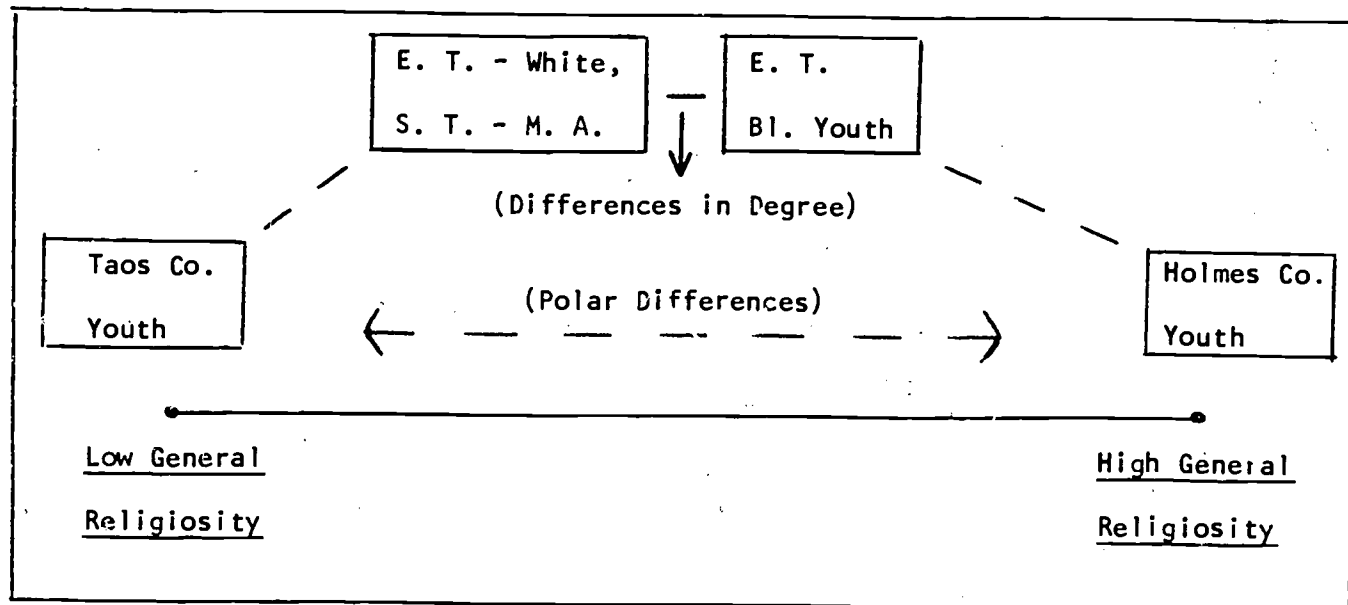 E. T. - White,
S. T. - M. A.
E. T.
Bl. Youth
(Differences in Degree)
Taos Co.
Youth
(Polar Differences)
Holmes Co.
Youth
Low General
Religiosity
High General
Religiosity